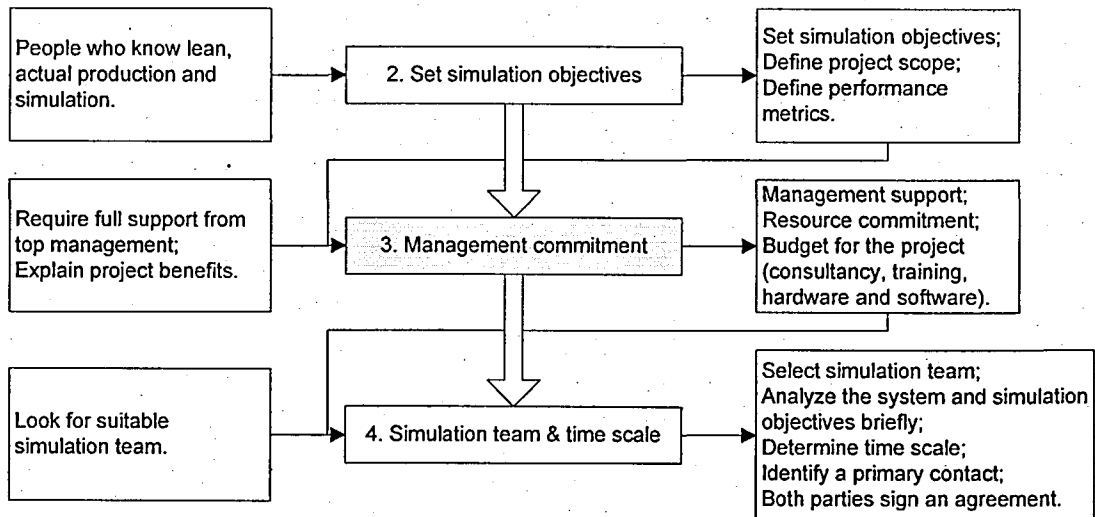 People who know lean,
actual production and
simulation.
2. Set simulation objectives
Set simulation objectives;
Define project scope;
Define performance
metrics.
Require full support from
top management;
Explain project benefits.
3. Management commitment
Management support;
Resource commitment;
Budget for the project
(consultancy, training,
hardware and software).
Look for suitable
simulation team.
4. Simulation team & time scale
Select simulation team;
Analyze the system and simulation
objectives briefly;
Determine time scale;
Identify a primary contact;
Both parties sign an agreement.